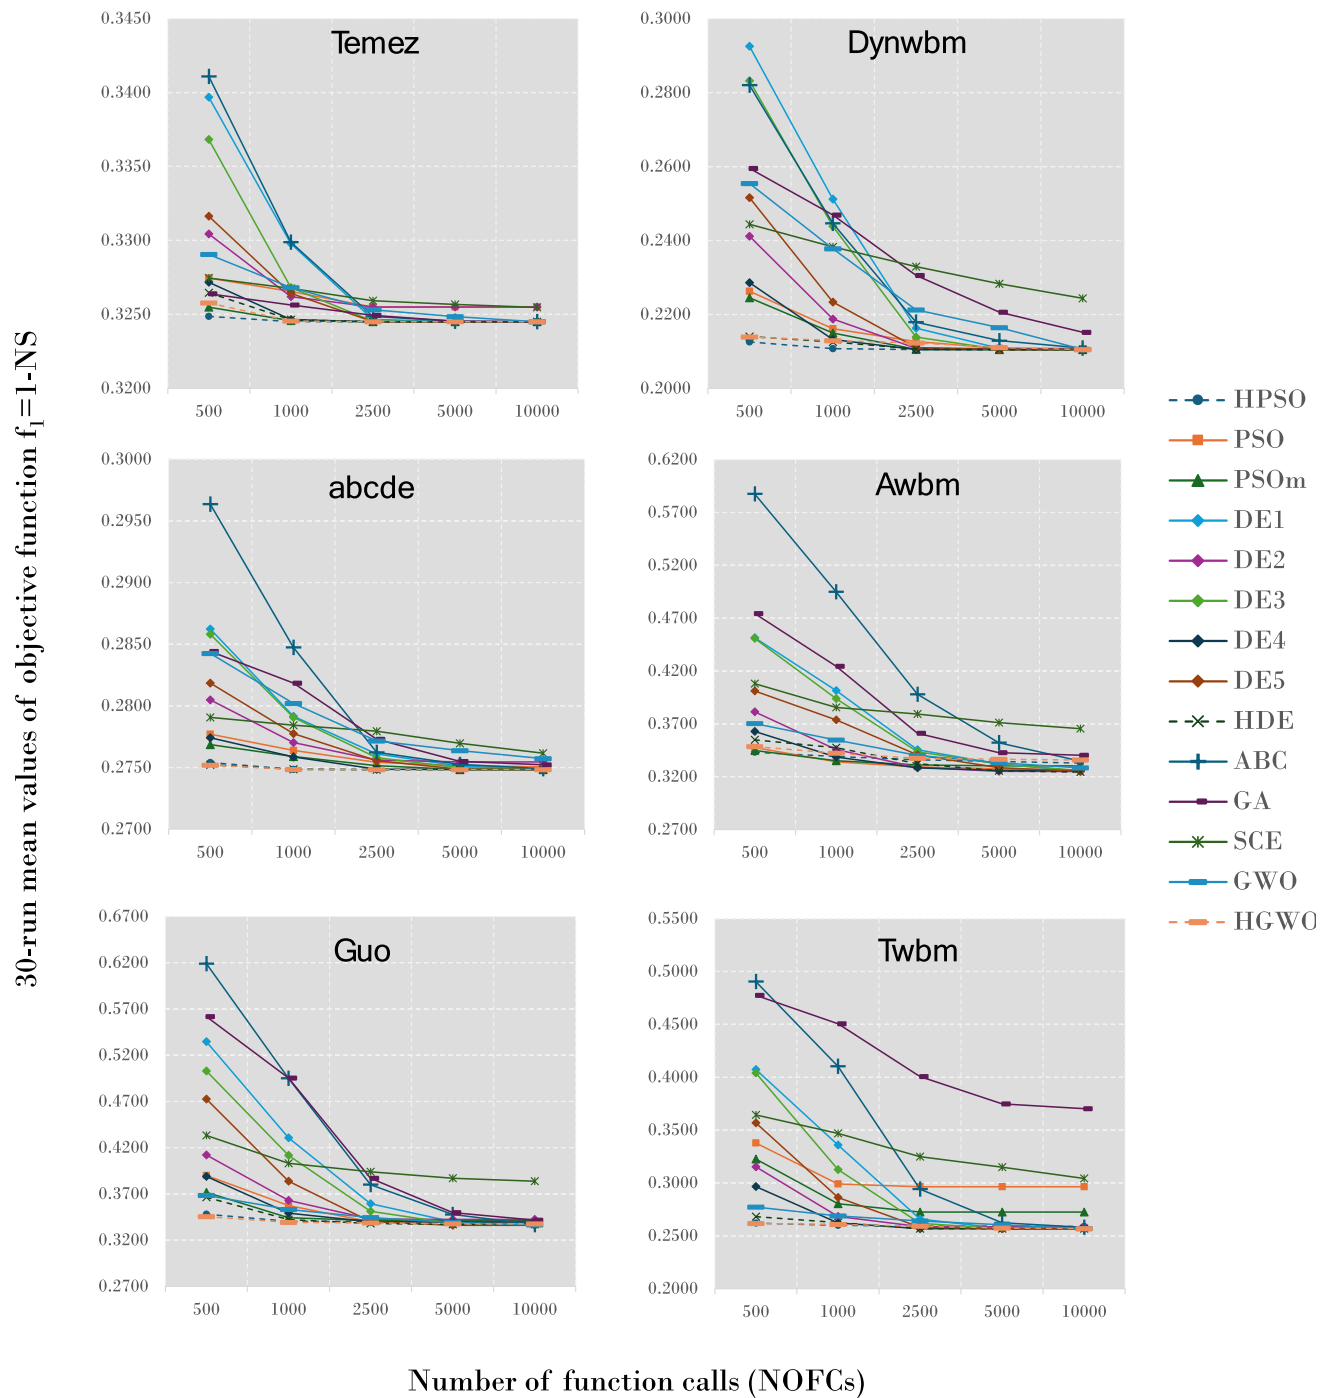 30-run mean values of objective function f1=1-NS
Temez
0.3450
0.3400
0.3350
0.3300
0.3250
0.3200
500 1000 2500 5000 10000
Dynwbm
0.3000
0.2800
0.2600
0.2400
0.2200
0.2000
500 1000 2500 5000 10000
abcde
0.3000
0.2950
0.2900
0.2850
0.2800
0.2750
0.2700
500 1000 2500 5000 10000
Awbm
0.6200
0.5700
0.5200
0.4700
0.4200
0.3700
0.3200
0.2700
500 1000 2500 5000 10000
Guo
0.6700
0.6200
0.5700
0.5200
0.4700
0.4200
0.3700
0.3200
0.2700
500 1000 2500 5000 10000
Twbm
0.5500
0.5000
0.4500
0.4000
0.3500
0.3000
0.2500
0.2000
500 1000 2500 5000 10000
HPSO
PSO
PSOm
DE1
DE2
DE3
DE4
DE5
HDE
ABC
GA
SCE
GWO
HGWO
Number of function calls (NOFCs)